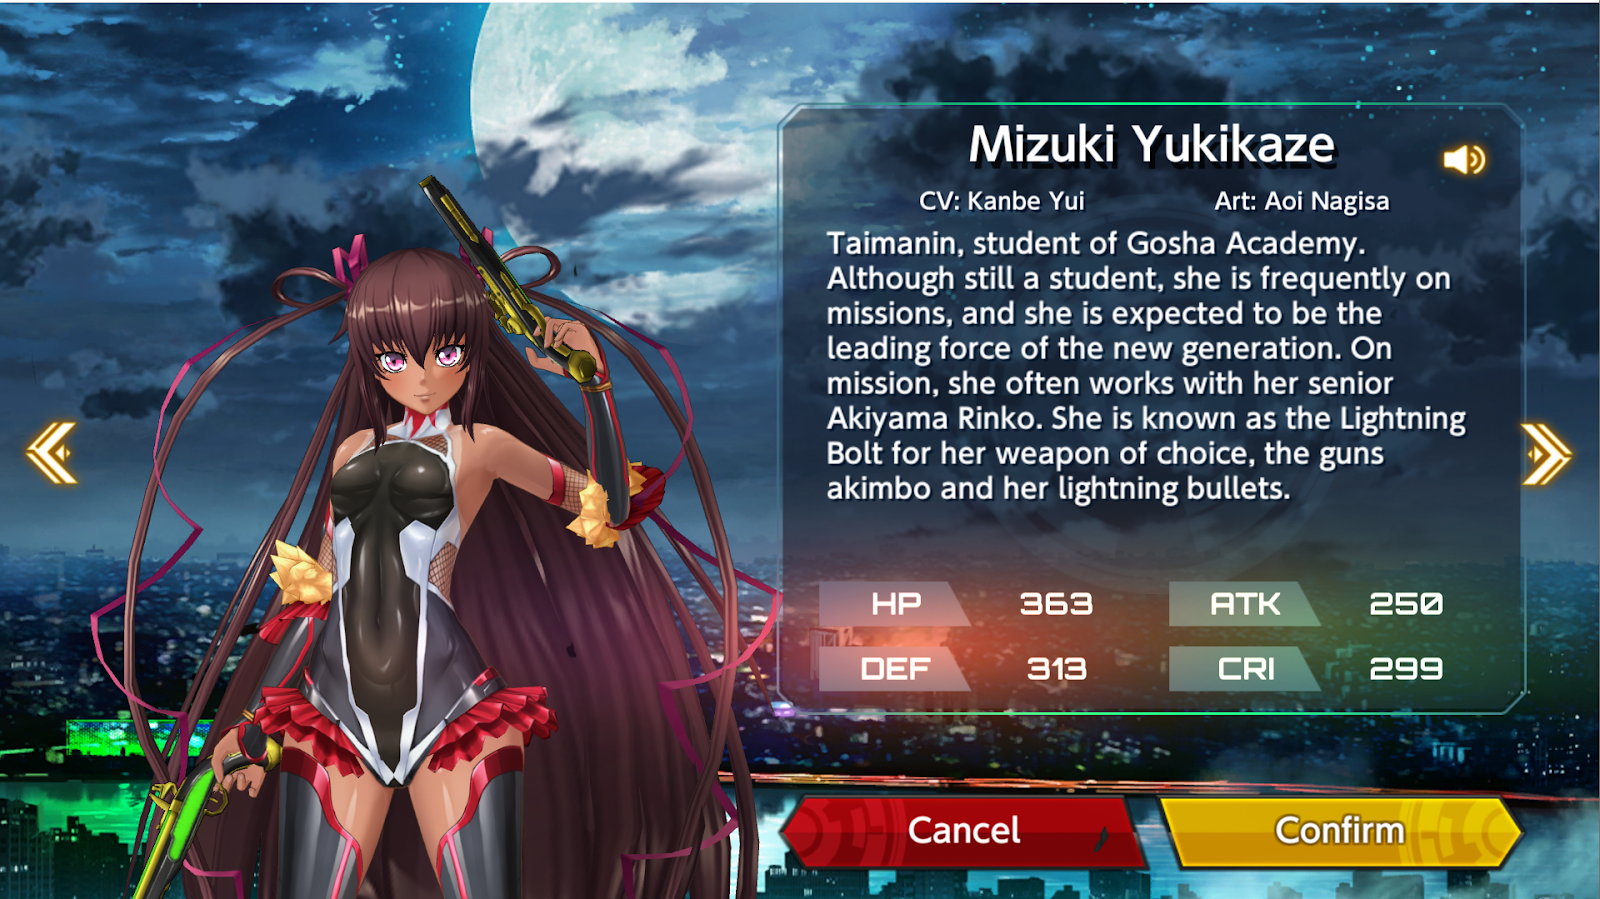 Mizuki Yukikaze
CV: Kanbe Yui Art: Aoi Nagisa
Taimanin, student of Gosha Academy.
Although still a student, she is frequently on
missions, and she is expected to be the
leading force of the new generation. On
mission, she often works with her senior
Akiyama Rinko. She is known as the Lightning
Bolt for her weapon of choice, the guns
akimbo and her lightning bullets.
HP 363 ATK 250
DEF 313 CRI 299
Cancel Confirm